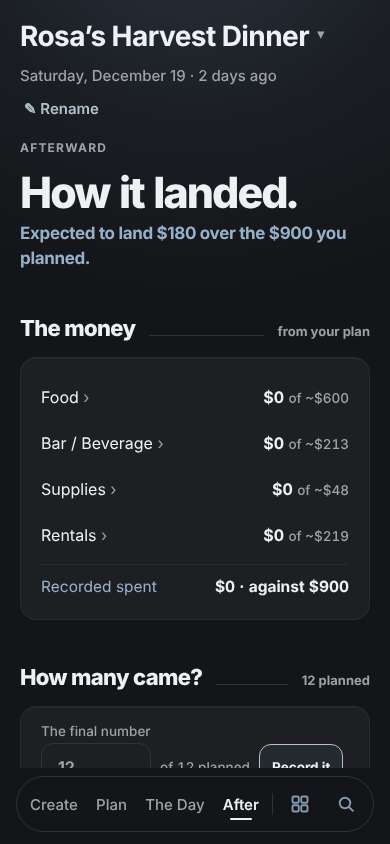 Rosa's Harvest Dinner ▾
Saturday, December 19 · 2 days ago
✎ Rename
AFTERWARD
How it landed.
Expected to land $180 over the $900 you
planned.
The money from your plan
Food › $0 of ~$600
Bar / Beverage › $0 of ~$213
Supplies › $0 of ~$48
Rentals › $0 of ~$219
Recorded spent $0 · against $900
How many came? 12 planned
The final number
12 of 12 planned Record it
Create Plan The Day After